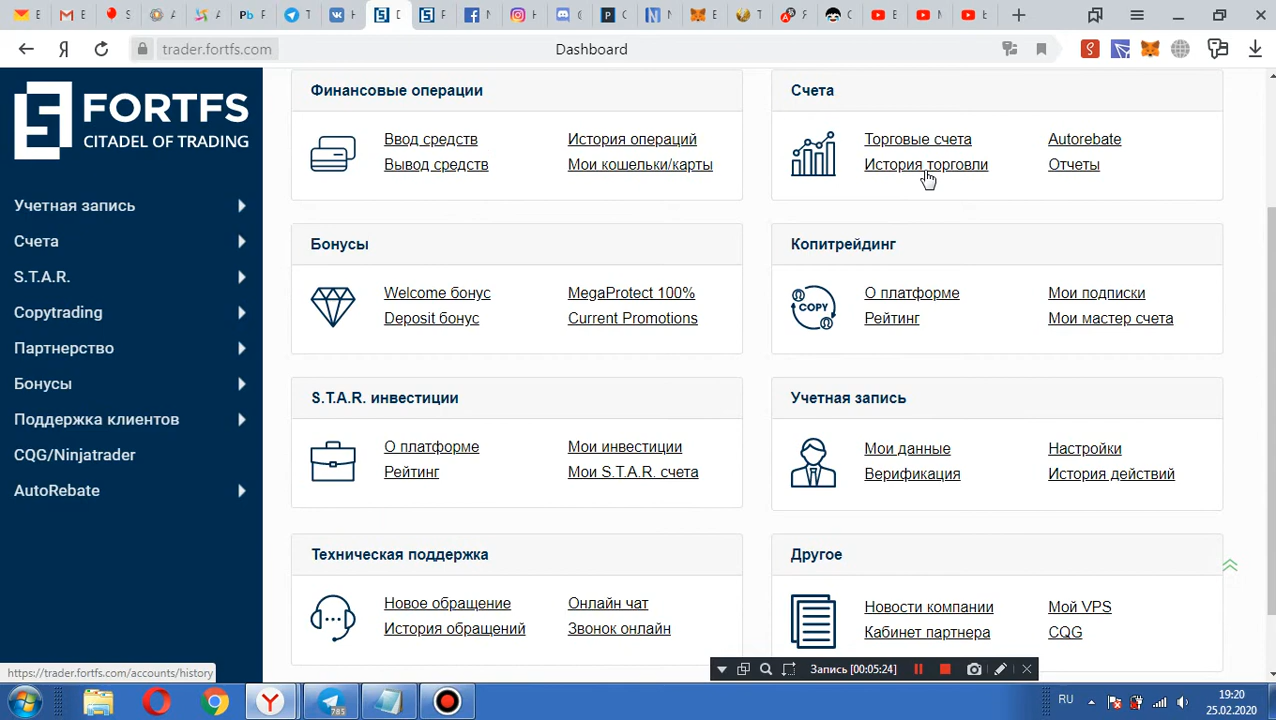 trader.fortfs.com
Dashboard
FORTFS
CITADEL OF TRADING
Учетная запись
Счета
S.T.A.R.
Copytrading
Партнерство
Бонусы
Поддержка клиентов
CQG/Ninjatrader
AutoRebate
Финансовые операции
Ввод средств
История операций
Вывод средств
Мои кошельки/карты
Счета
Торговые счета
Autorebate
История торговли
Отчеты
Бонусы
Welcome бонус
MegaProtect 100%
Deposit бонус
Current Promotions
Копитрейдинг
О платформе
Мои подписки
Рейтинг
Мои мастер счета
S.T.A.R. инвестиции
О платформе
Мои инвестиции
Рейтинг
Мои S.T.A.R. счета
Учетная запись
Мои данные
Настройки
Верификация
История действий
Техническая поддержка
Новое обращение
Онлайн чат
История обращений
Звонок онлайн
Другое
Новости компании
Мой VPS
Кабинет партнера
CQG
https://trader.fortfs.com/accounts/history
Запись [00:05:24]
785
RU
19:20
25.02.2020